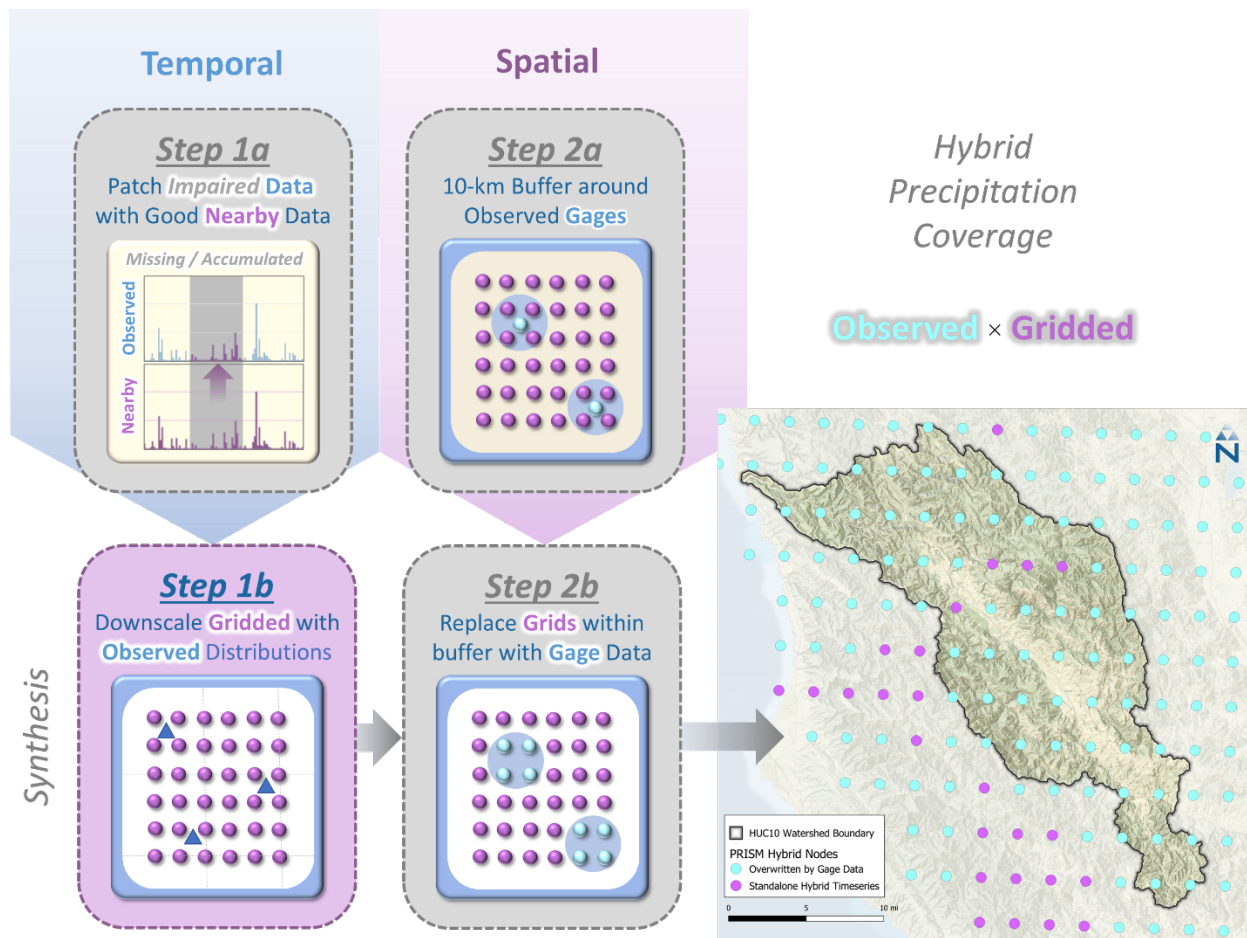 Temporal
Spatial
Step 1a
Patch Impaired Data
with Good Nearby Data
Missing / Accumulated
Observed
Nearby
Step 2a
10-km Buffer around
Observed Gages
Hybrid
Precipitation
Coverage
Observed × Gridded
Synthesis
Step 1b
Downscale Gridded with
Observed Distributions
Step 2b
Replace Grids within
buffer with Gage Data
N
HUC10 Watershed Boundary
PRISM Hybrid Nodes
Overwritten by Gage Data
Standalone Hybrid Timeseries
0 5 10 mi